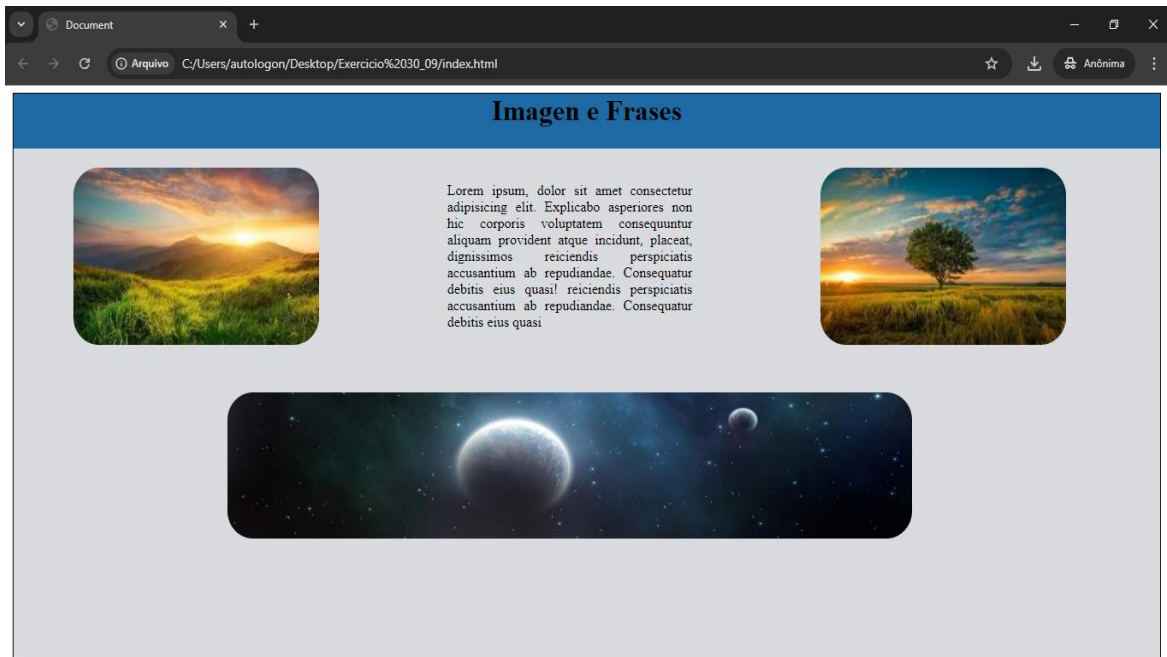 Document
Arquivo C:/Users/autologon/Desktop/Exercicio%2030_09/index.html Anônima
Imagen e Frases
Lorem ipsum, dolor sit amet consectetur
adipisicing elit. Explicabo asperiores non
hic corporis voluptatem consequuntur
aliquam provident atque incidunt, placeat,
dignissimos reiciendis perspiciatis
accusantium ab repudiandae. Consequatur
debitis eius quasi! reiciendis perspiciatis
accusantium ab repudiandae. Consequatur
debitis eius quasi